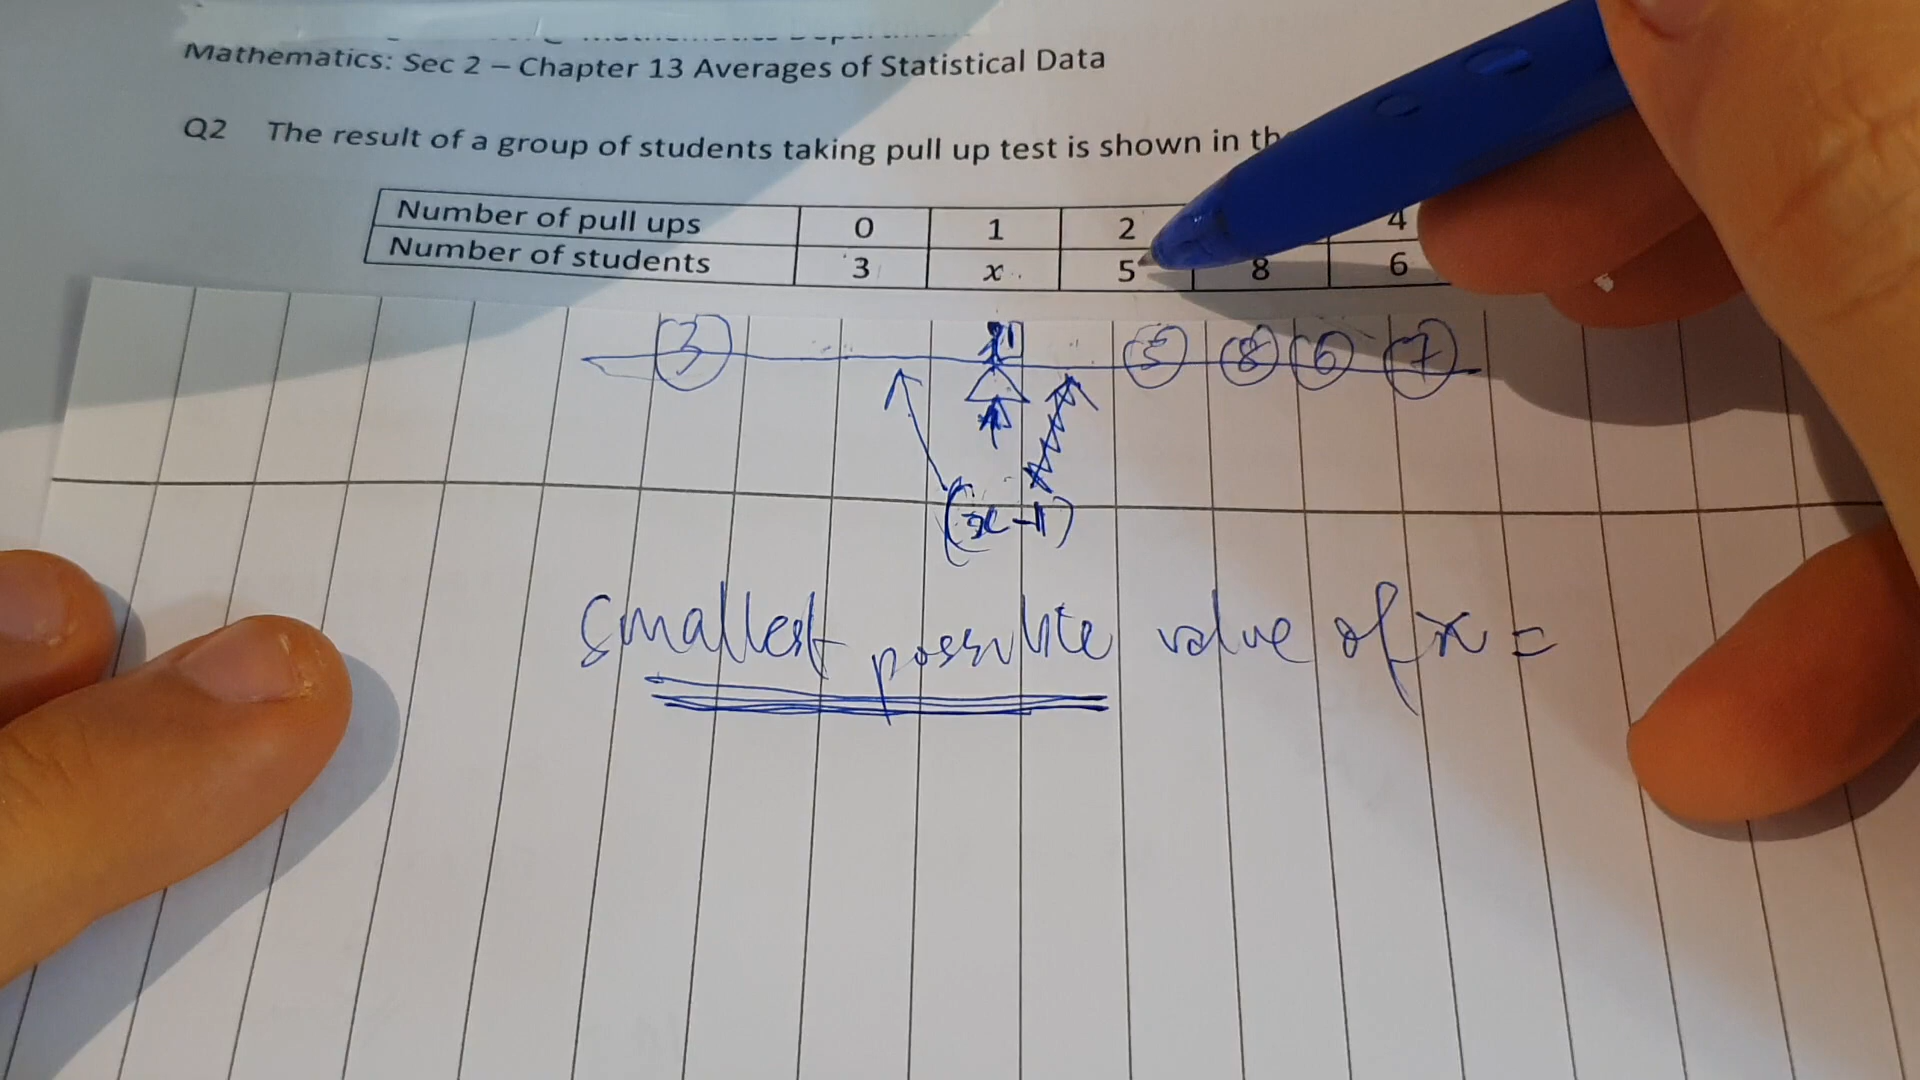 Mathematics: Sec 2 – Chapter 13 Averages of Statistical Data
Q2 The result of a group of students taking pull up test is shown in
Number of pull ups 0 1 2 4
Number of students 3 x 5 8 6
3 1 5 8 6 7
(x-1)
smallest possible value of x =